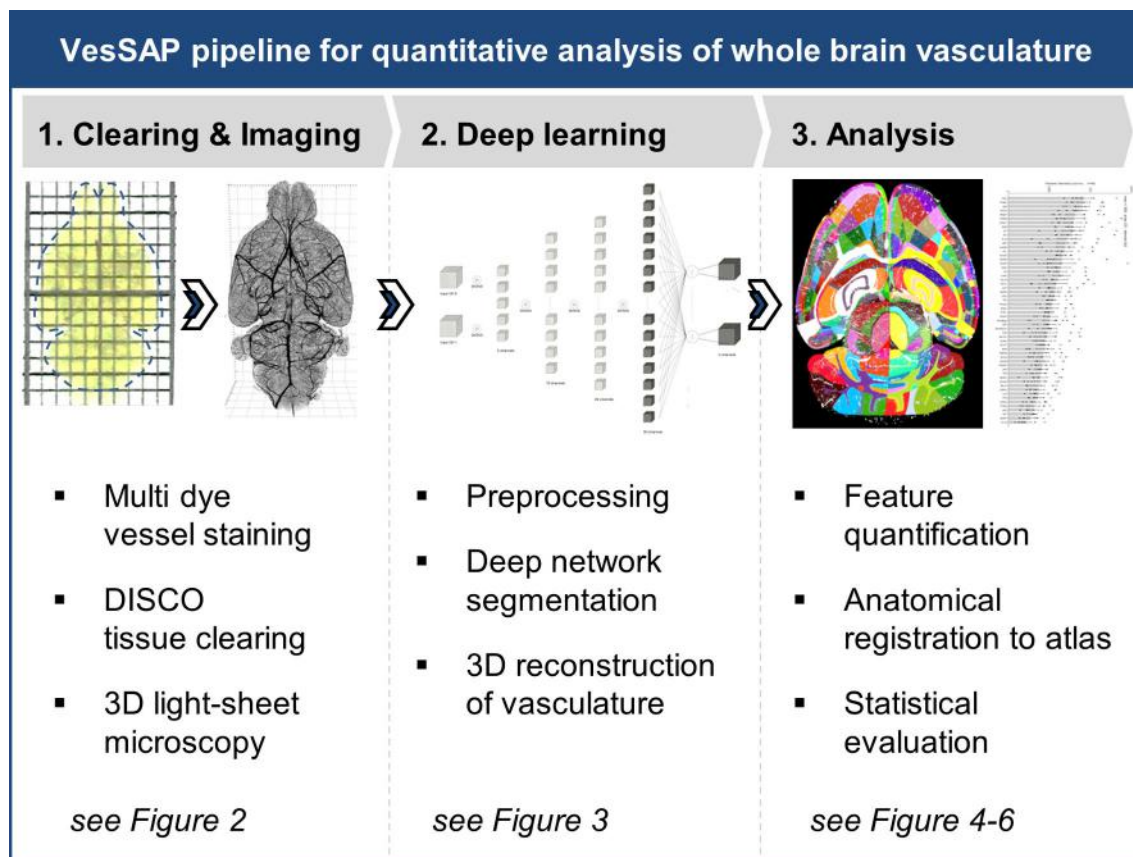 VesSAP pipeline for quantitative analysis of whole brain vasculature
1. Clearing & Imaging
2. Deep learning
3. Analysis
▪ Multi dye
vessel staining
▪ DISCO
tissue clearing
▪ 3D light-sheet
microscopy
see Figure 2
▪ Preprocessing
▪ Deep network
segmentation
▪ 3D reconstruction
of vasculature
see Figure 3
▪ Feature
quantification
▪ Anatomical
registration to atlas
▪ Statistical
evaluation
see Figure 4-6